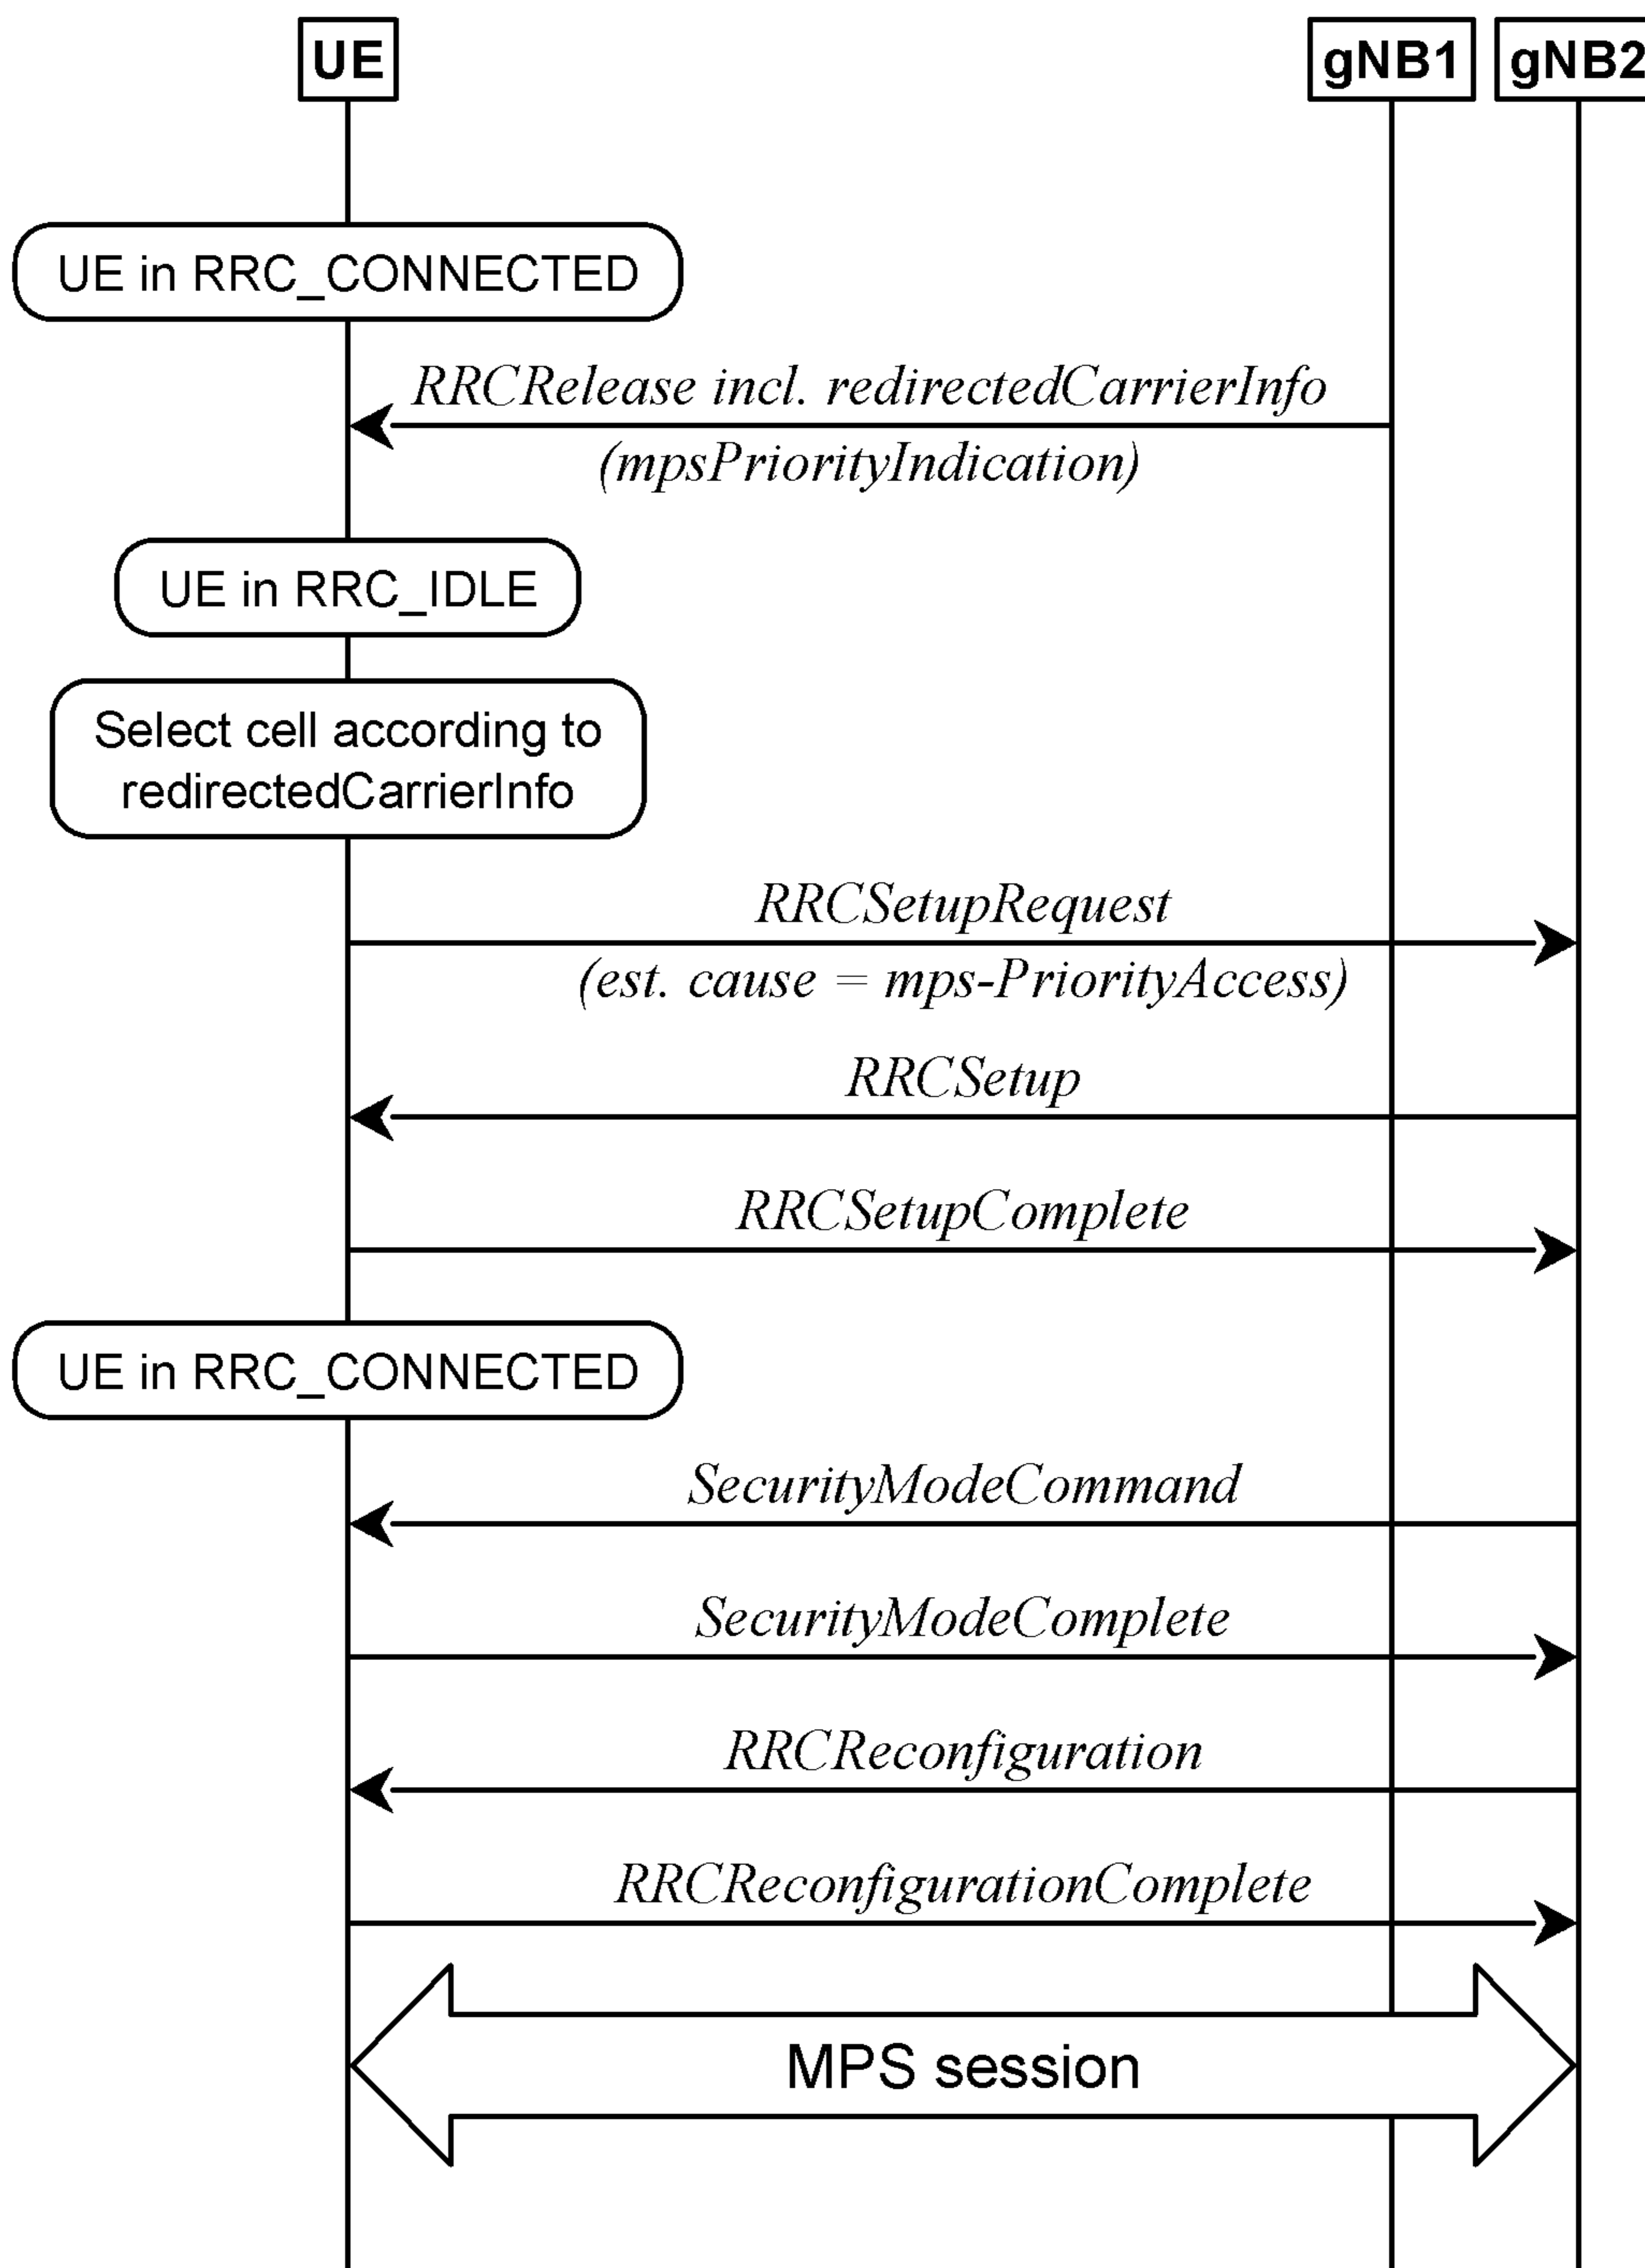 UE
gNB1
gNB2
UE in RRC_CONNECTED
RRCRelease incl. redirectedCarrierInfo
(mpsPriorityIndication)
UE in RRC_IDLE
Select cell according to
redirectedCarrierInfo
RRCSetupRequest
(est. cause = mps-PriorityAccess)
RRCSetup
RRCSetupComplete
UE in RRC_CONNECTED
SecurityModeCommand
SecurityModeComplete
RRCReconfiguration
RRCReconfigurationComplete
MPS session